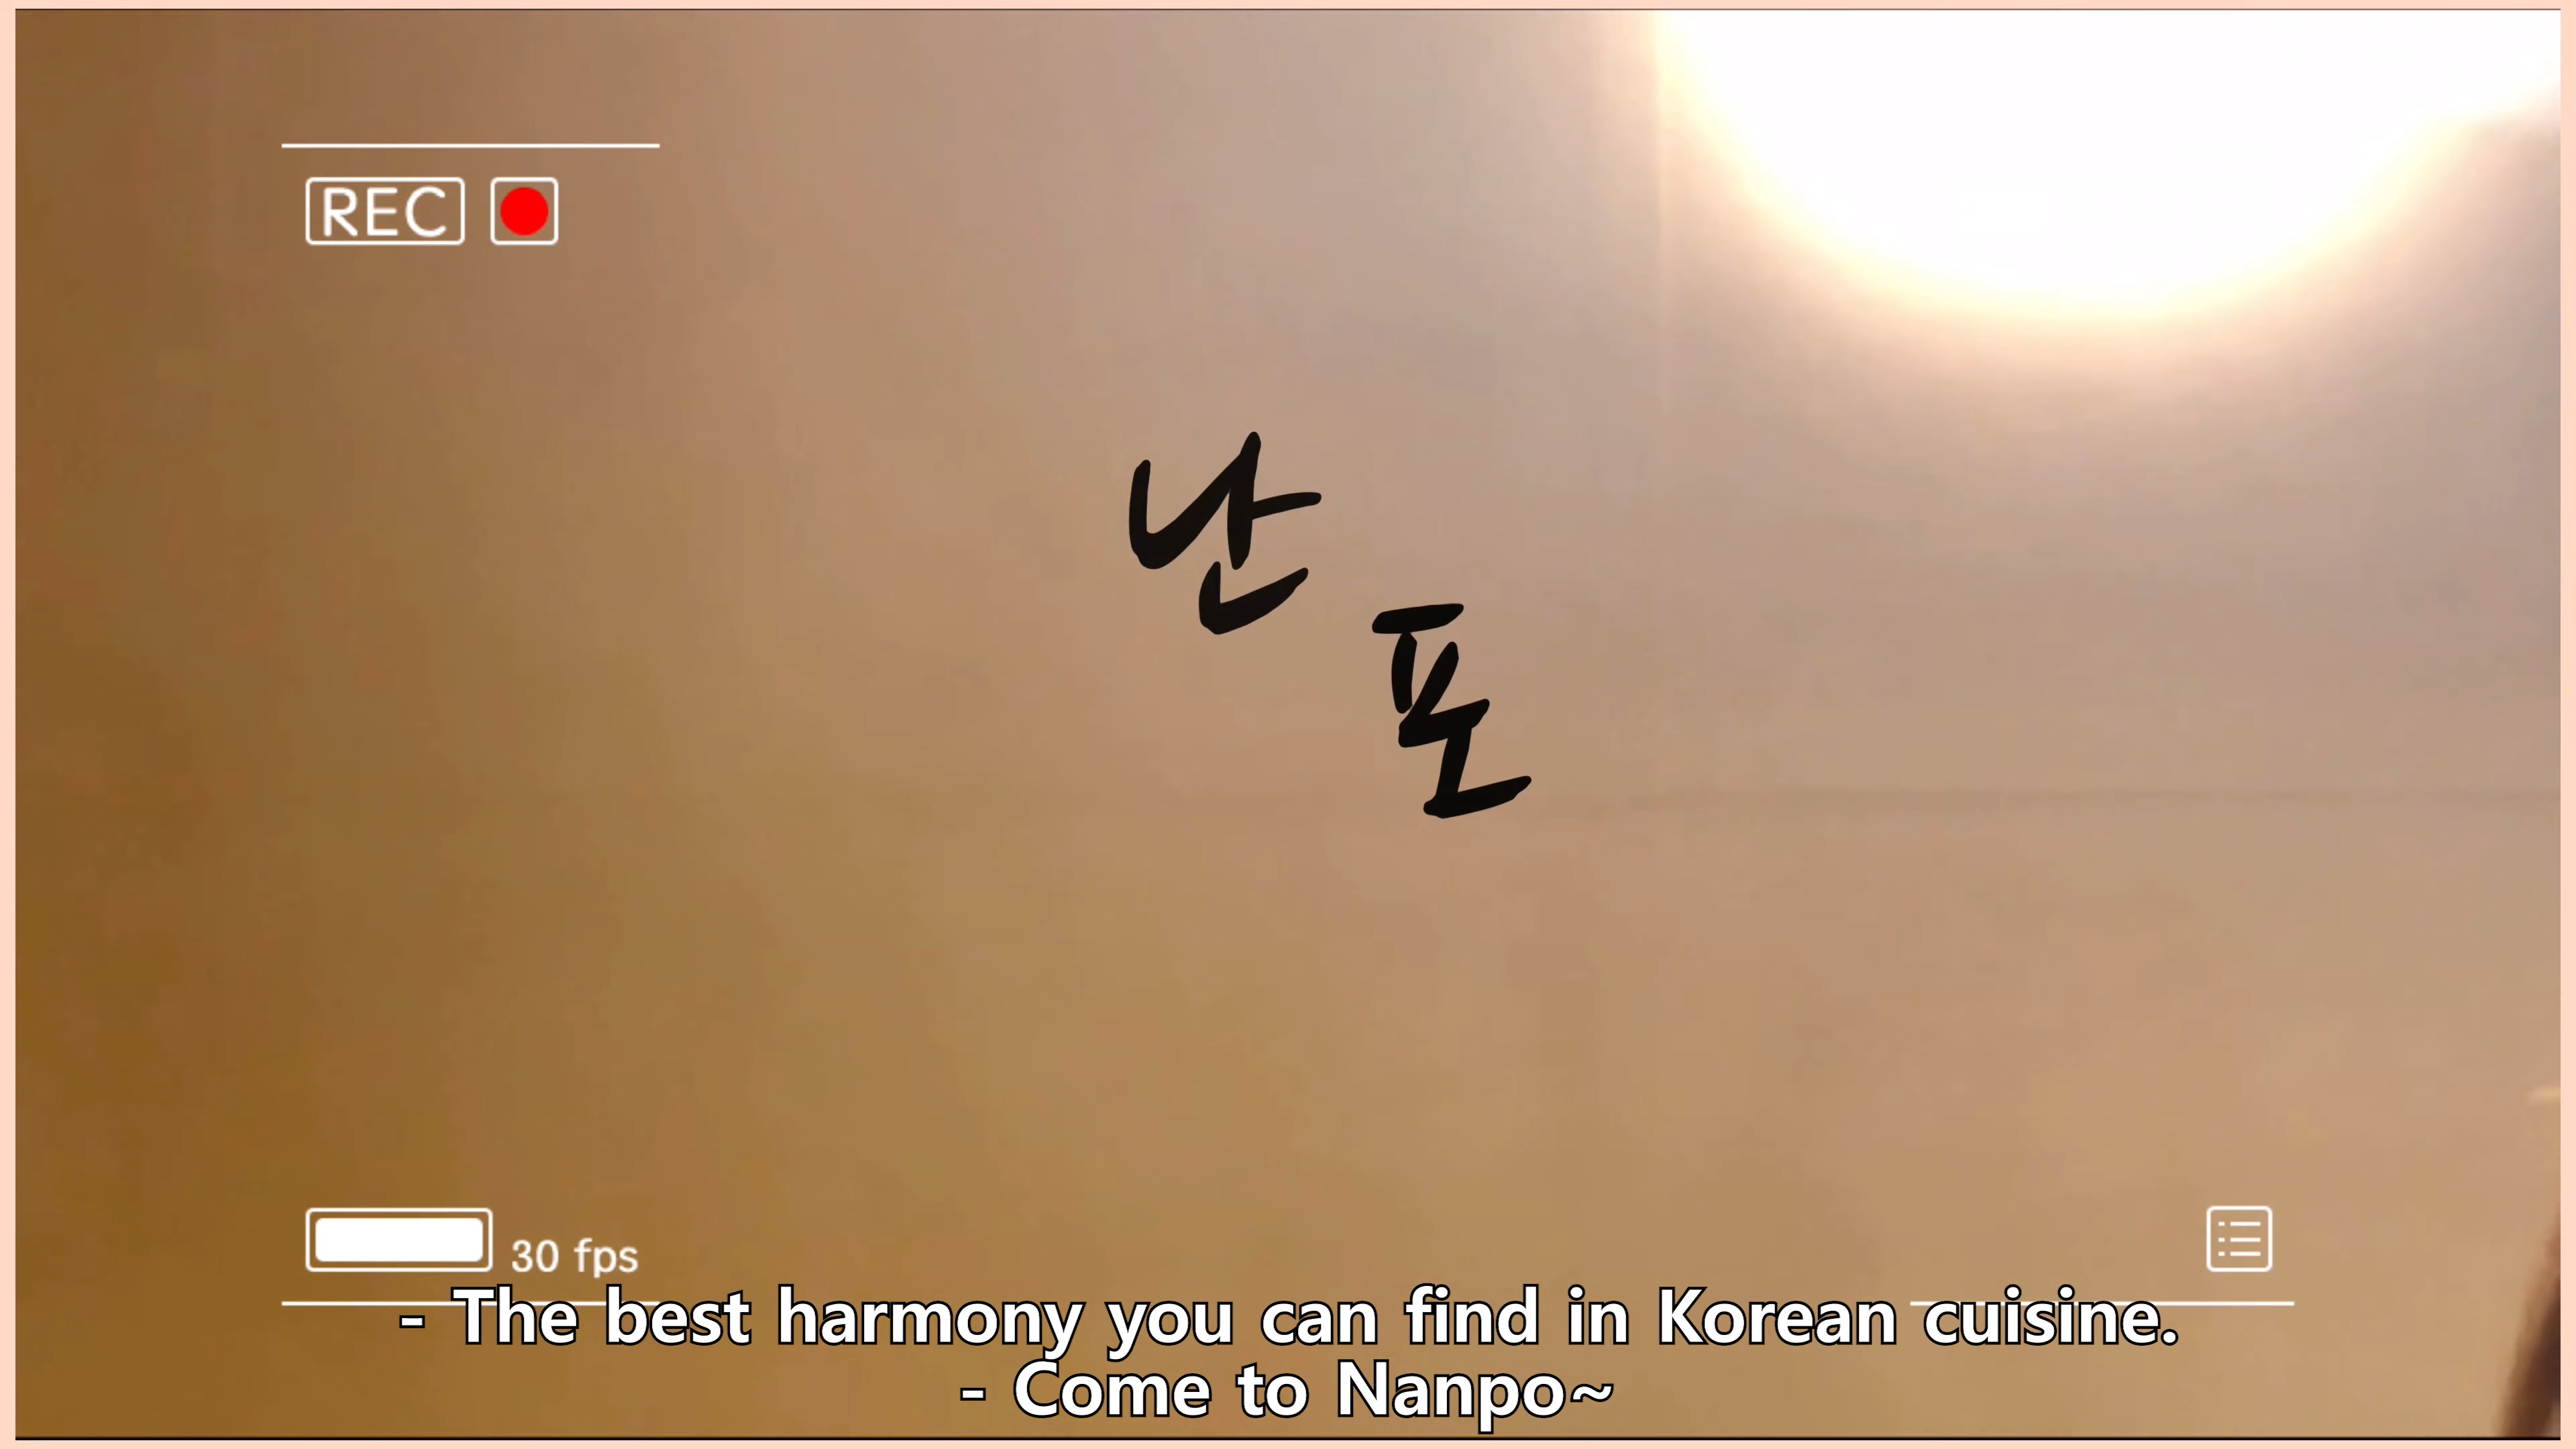 REC
난
포
30 fps
- The best harmony you can find in Korean cuisine.
- Come to Nanpo~